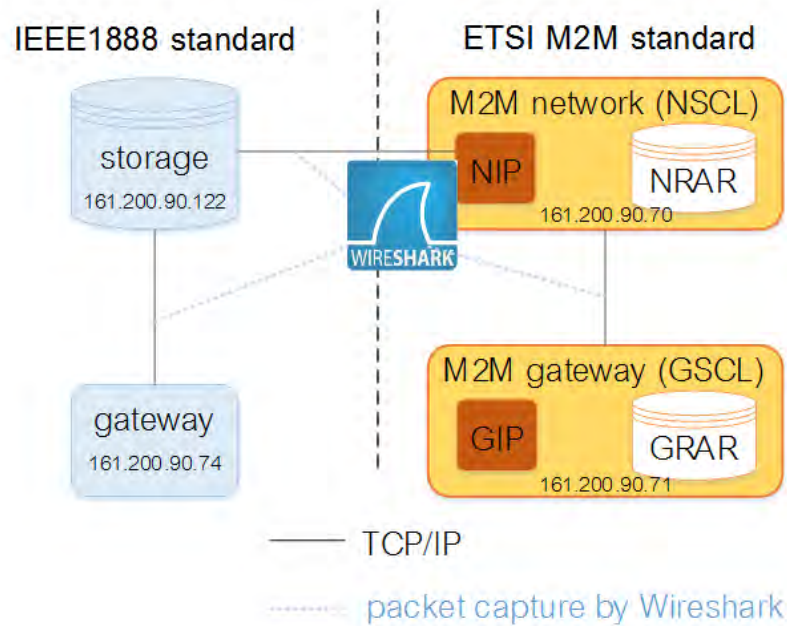 IEEE1888 standard
ETSI M2M standard
storage
161.200.90.122
M2M network (NSCL)
NIP
NRAR
161.200.90.70
WIRESHARK
gateway
161.200.90.74
M2M gateway (GSCL)
GIP
GRAR
161.200.90.71
TCP/IP
packet capture by Wireshark